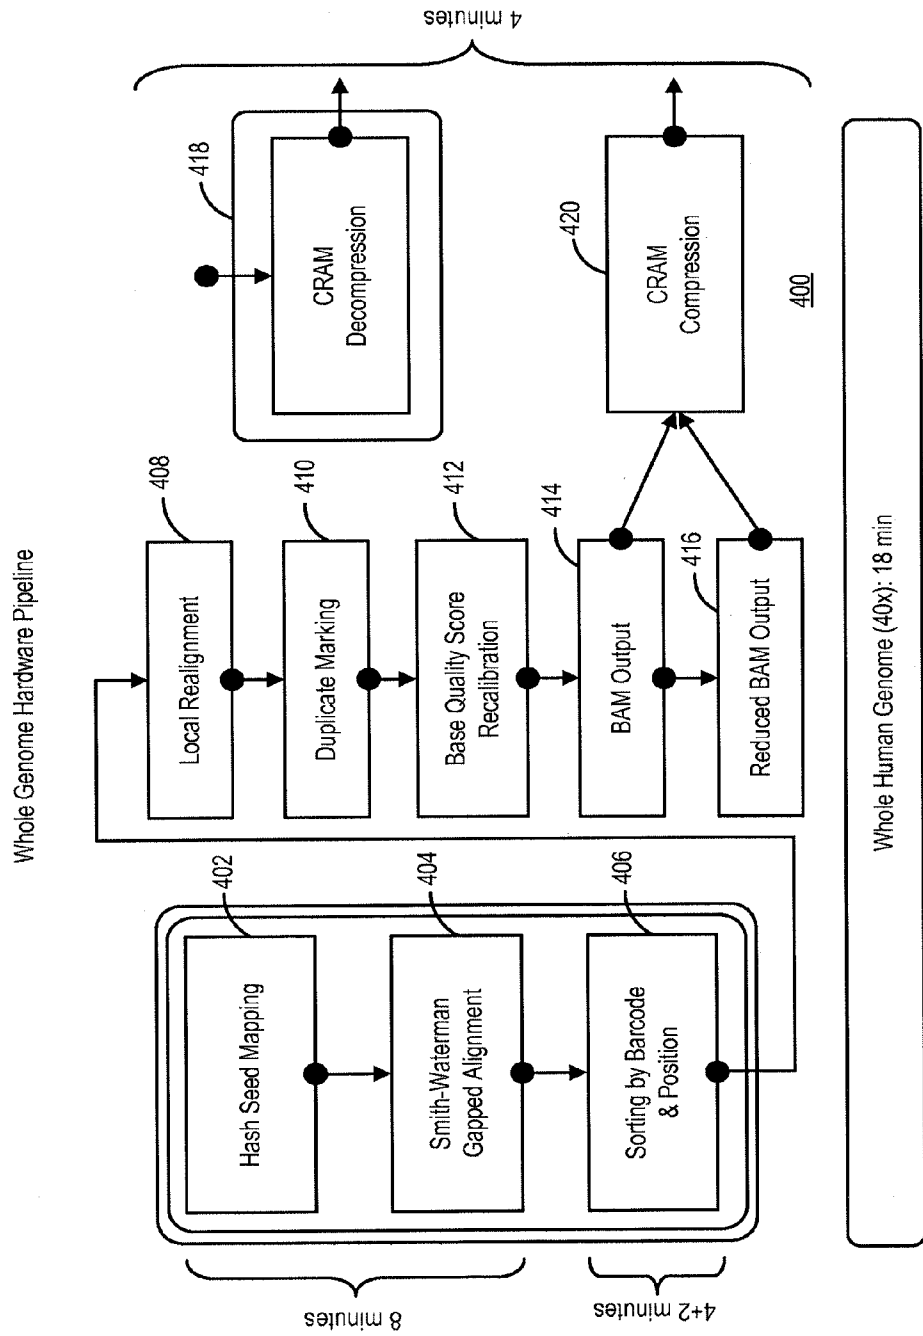 Whole Genome Hardware Pipeline
8 minutes
4+2 minutes
402
Hash Seed Mapping
404
Smith-Waterman
Gapped Alignment
406
Sorting by Barcode
& Position
408
Local Realignment
410
Duplicate Marking
412
Base Quality Score
Recalibration
414
BAM Output
416
Reduced BAM Output
418
CRAM
Decompression
420
CRAM
Compression
4 minutes
400
Whole Human Genome (40x): 18 min